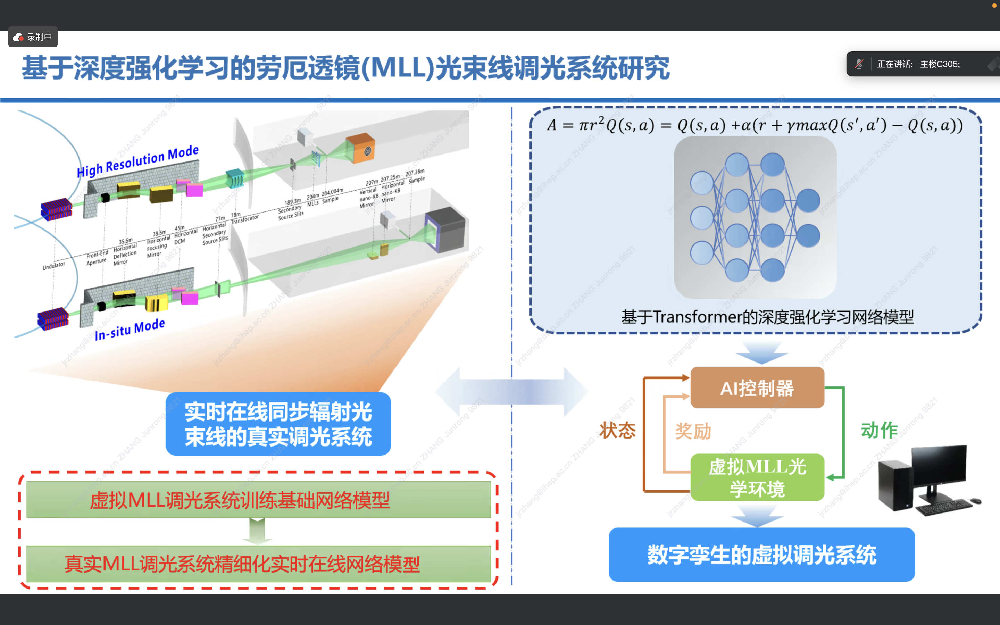 录制中
基于深度强化学习的劳厄透镜(MLL)光束线调光系统研究
正在讲话: 主楼C305;
High Resolution Mode
Undulator
Front-End
Aperture
35.5m
Horizontal
Deflection
Mirror
38.5m
Horizontal
Focusing
Mirror
45m
Horizontal
DCM
77m
Horizontal
Secondary
Source Slits
78m
Transfocator
189.3m
Secondary
Source Slits
204m
MLLs
204.004m
Sample
207m
Vertical
nano-KB
Mirror
207.25m
Horizontal
nano-KB
Mirror
207.36m
Sample
In-situ Mode
实时在线同步辐射光
束线的真实调光系统
虚拟MLL调光系统训练基础网络模型
真实MLL调光系统精细化实时在线网络模型
A = πr²Q(s,a) = Q(s,a) +α(r + γmaxQ(s′,a′) − Q(s,a))
基于Transformer的深度强化学习网络模型
AI控制器
状态
奖励
动作
虚拟MLL光
学环境
数字孪生的虚拟调光系统
jrzhang@ihep.ac.cn ZHANG Junrong 9821